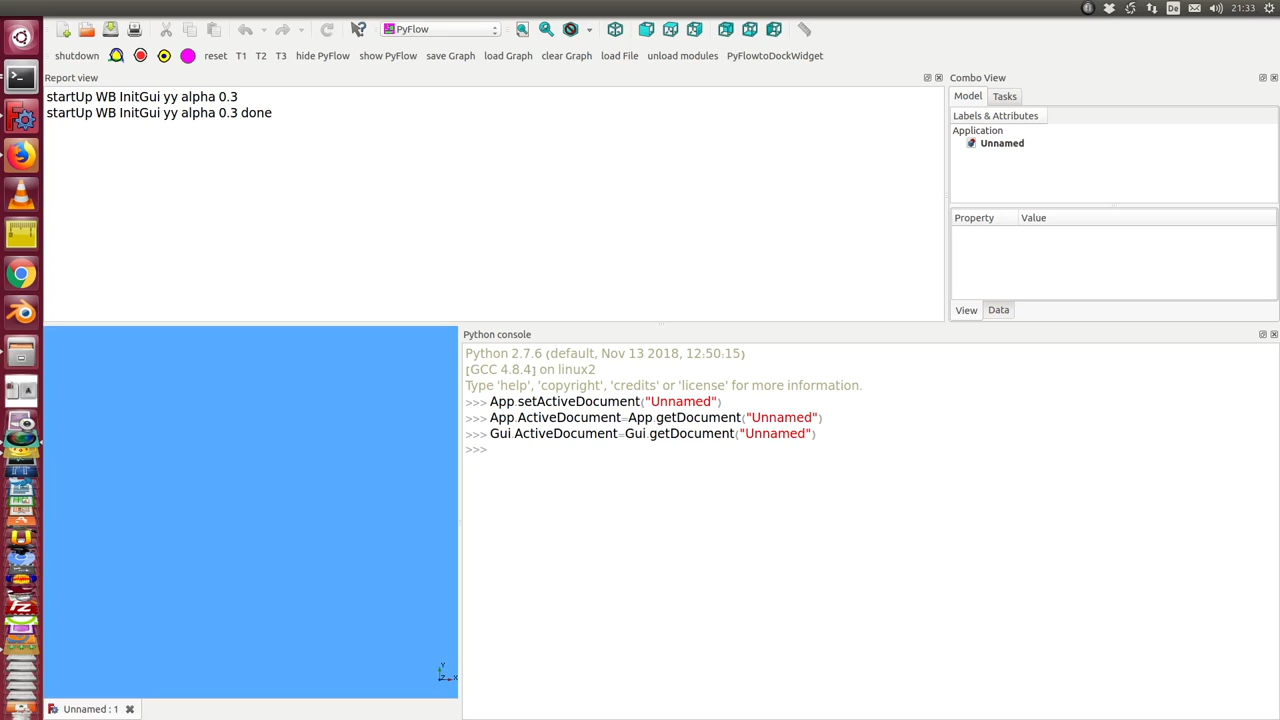 De
21:33
PyFlow
shutdown
reset
T1
T2
T3
hide PyFlow
show PyFlow
save Graph
load Graph
clear Graph
load File
unload modules
PyFlowtoDockWidget
Report view
startUp WB InitGui yy alpha 0.3
startUp WB InitGui yy alpha 0.3 done
Combo View
Model
Tasks
Labels & Attributes
Application
Unnamed
Property
Value
View
Data
Python console
Python 2.7.6 (default, Nov 13 2018, 12:50:15)
[GCC 4.8.4] on linux2
Type 'help', 'copyright', 'credits' or 'license' for more information.
>>> App.setActiveDocument("Unnamed")
>>> App.ActiveDocument=App.getDocument("Unnamed")
>>> Gui.ActiveDocument=Gui.getDocument("Unnamed")
>>>
Y
Z
X
Unnamed : 1